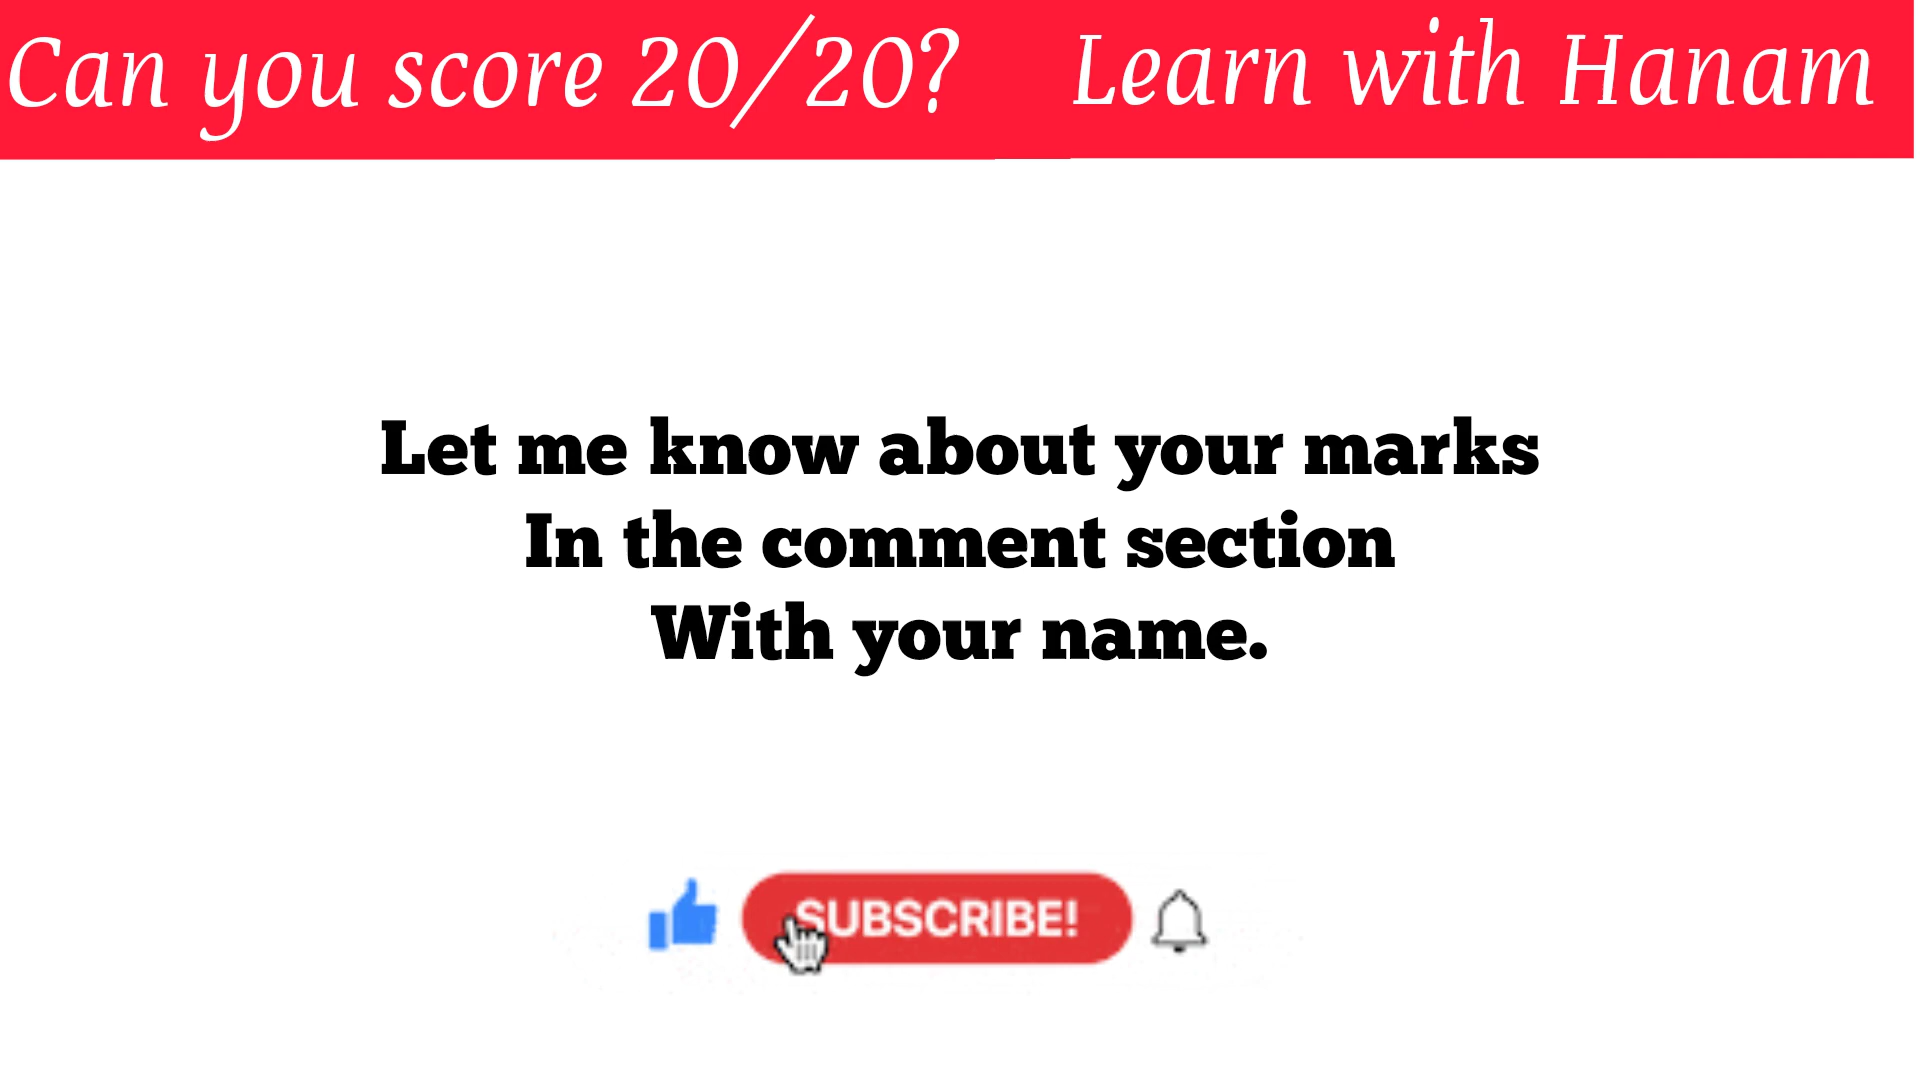 Can you score 20/20? Learn with Hanam
Let me know about your marks
In the comment section
With your name.
SUBSCRIBE!